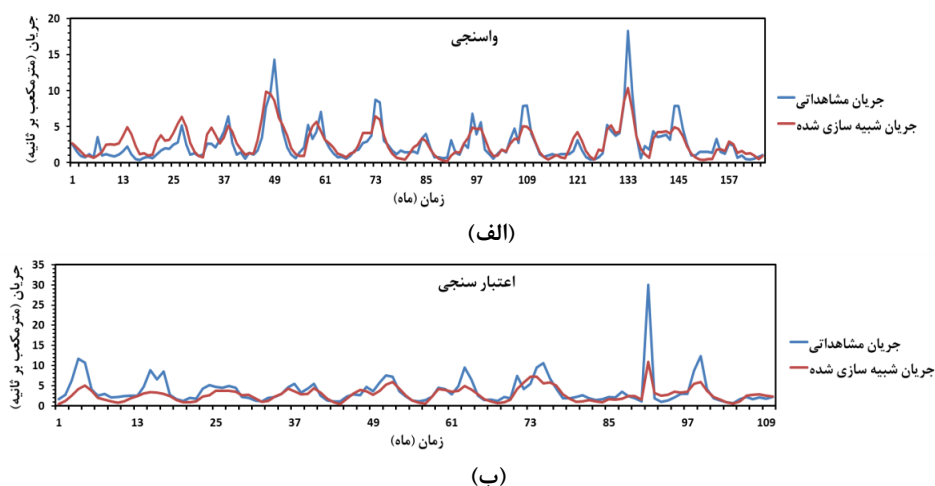 واسنجی
جریان (مترمکعب بر ثانیه)
20
15
10
5
0
1 13 25 37 49 61 73 85 97 109 121 133 145 157
زمان (ماه)
جریان مشاهداتی
جریان شبیه سازی شده
(الف)
اعتبار سنجی
جریان (مترمکعب بر ثانیه)
35
30
25
20
15
10
5
0
1 13 25 37 49 61 73 85 97 109
زمان (ماه)
جریان مشاهداتی
جریان شبیه سازی شده
(ب)